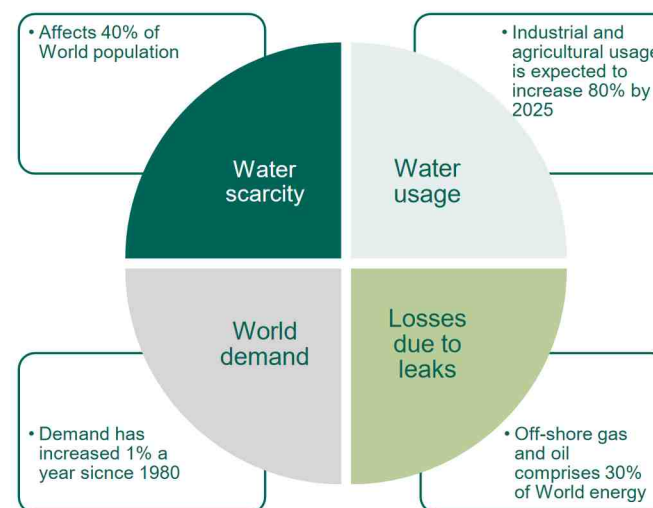 • Affects 40% of
World population
• Industrial and
agricultural usage
is expected to
increase 80% by
2025
Water
scarcity
Water
usage
World
demand
Losses
due to
leaks
• Demand has
increased 1% a
year sicnce 1980
• Off-shore gas
and oil
comprises 30%
of World energy